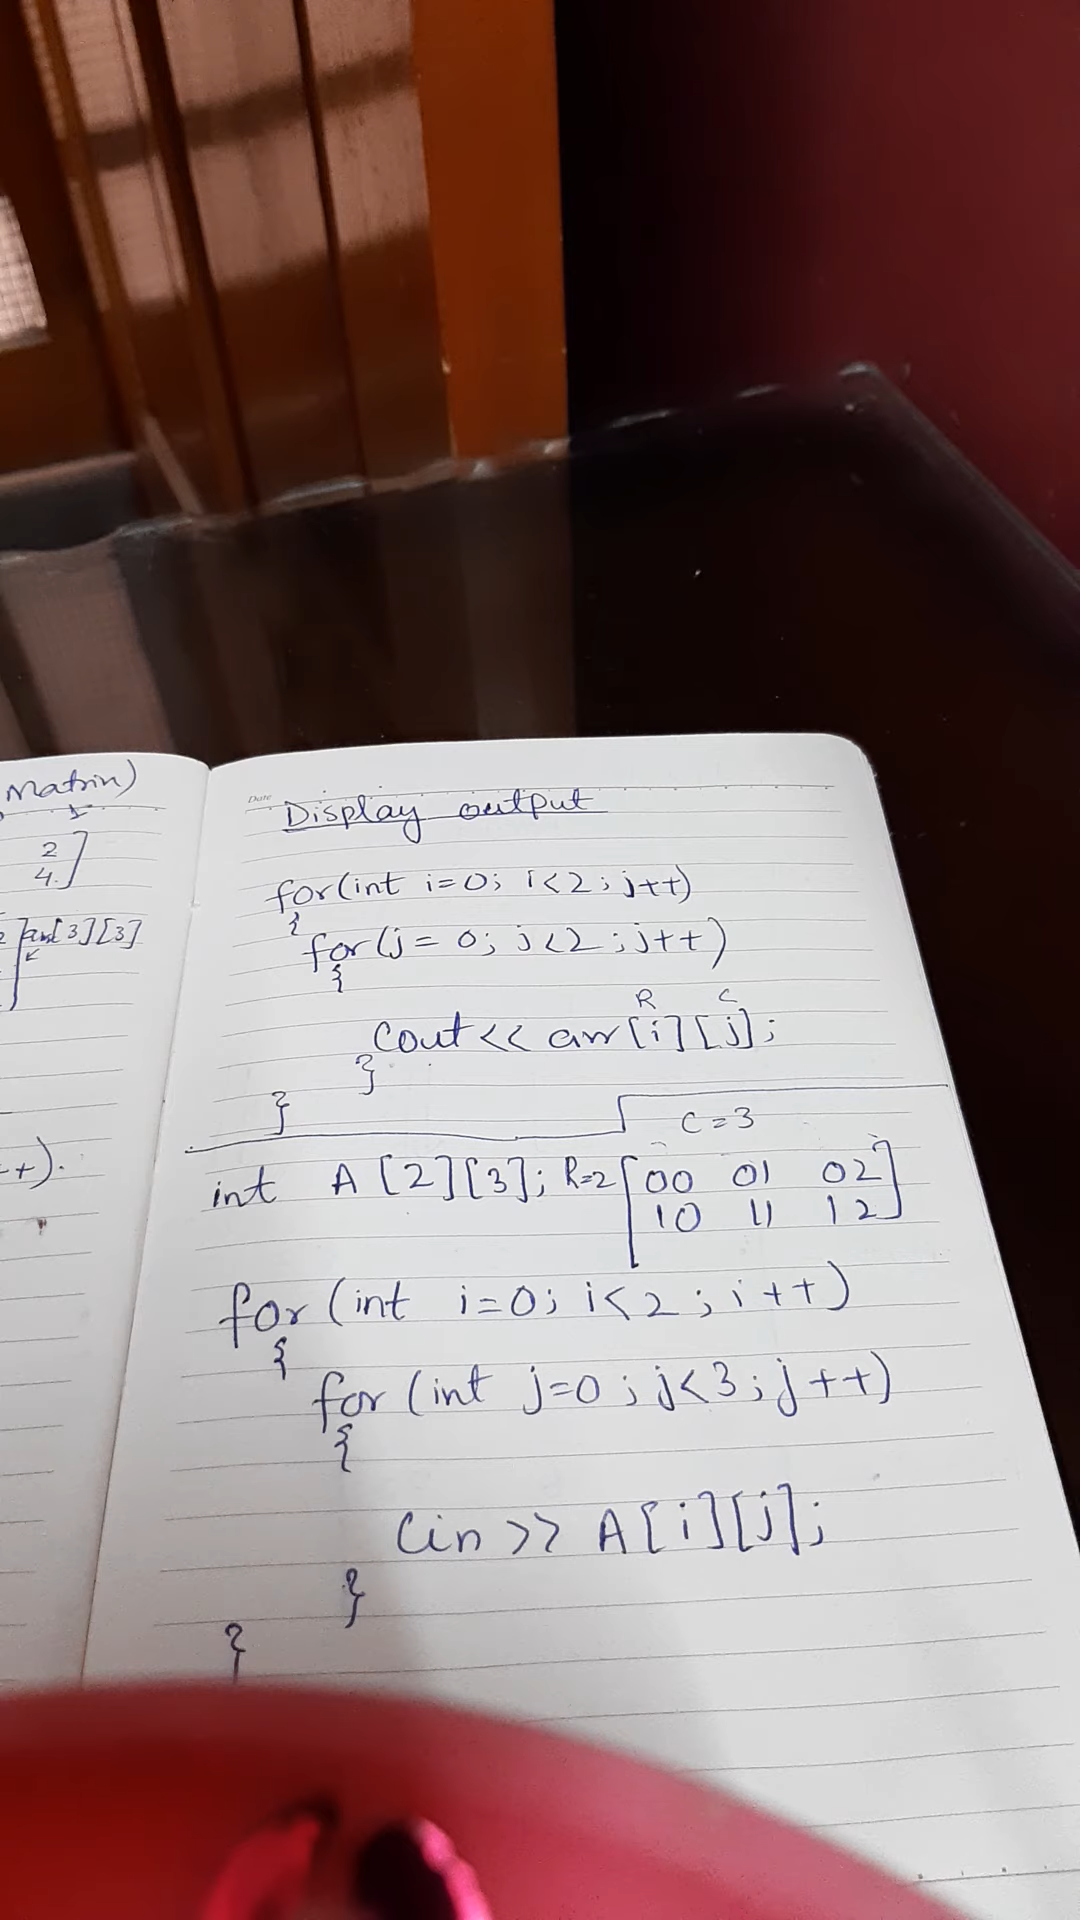 Matrin)
2
4.
arr[3][3]
++).
Date
Display output
for(int i=0; i<2; j++)
{
for(j= 0; j<2; j++)
{
R C
Cout<< arr[i][j];
}
}
C=3
int A[2][3]; R=2 [00 01 02]
10 11 12
for(int i=0; i<2; i++)
{
for(int j=0; j<3; j++)
{
Cin >> A[i][j];
}
}